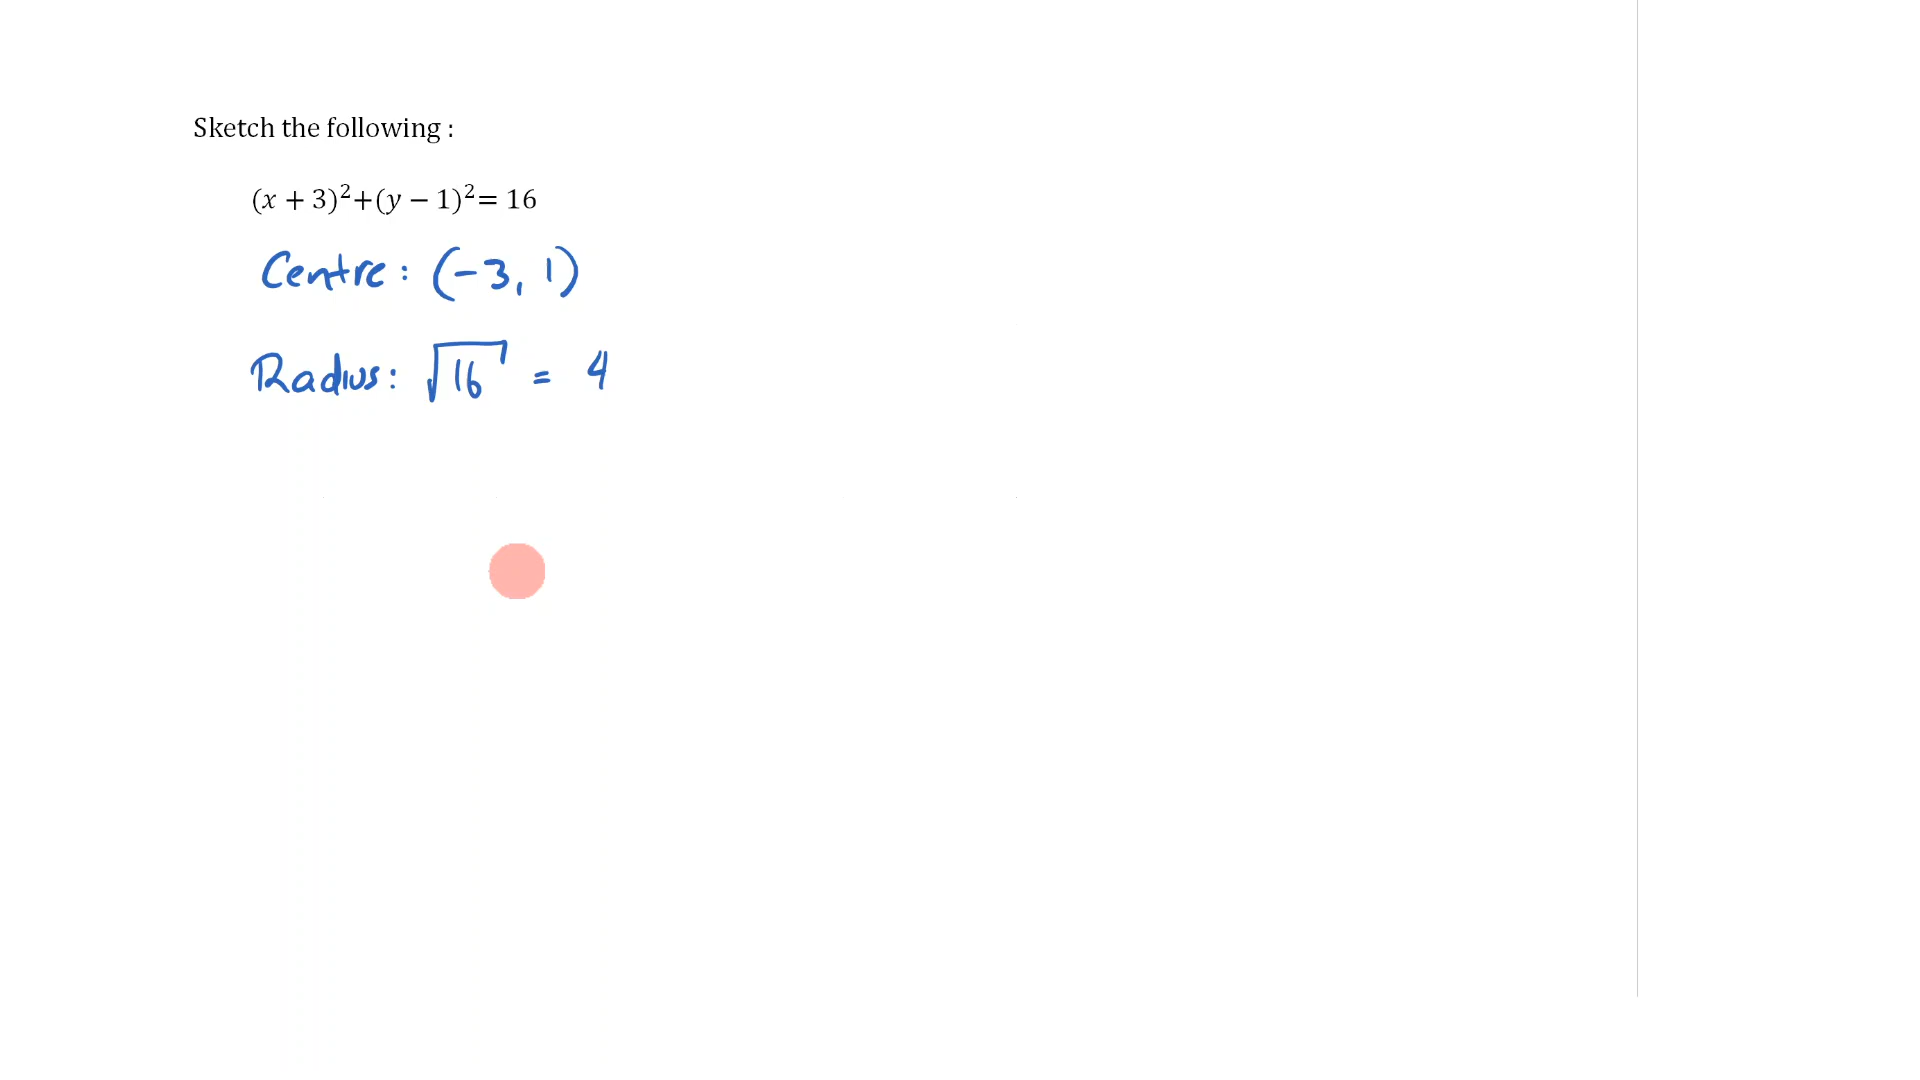 Sketch the following :
(x + 3)²+(y − 1)²= 16
Centre: (-3, 1)
Radius: √16 = 4